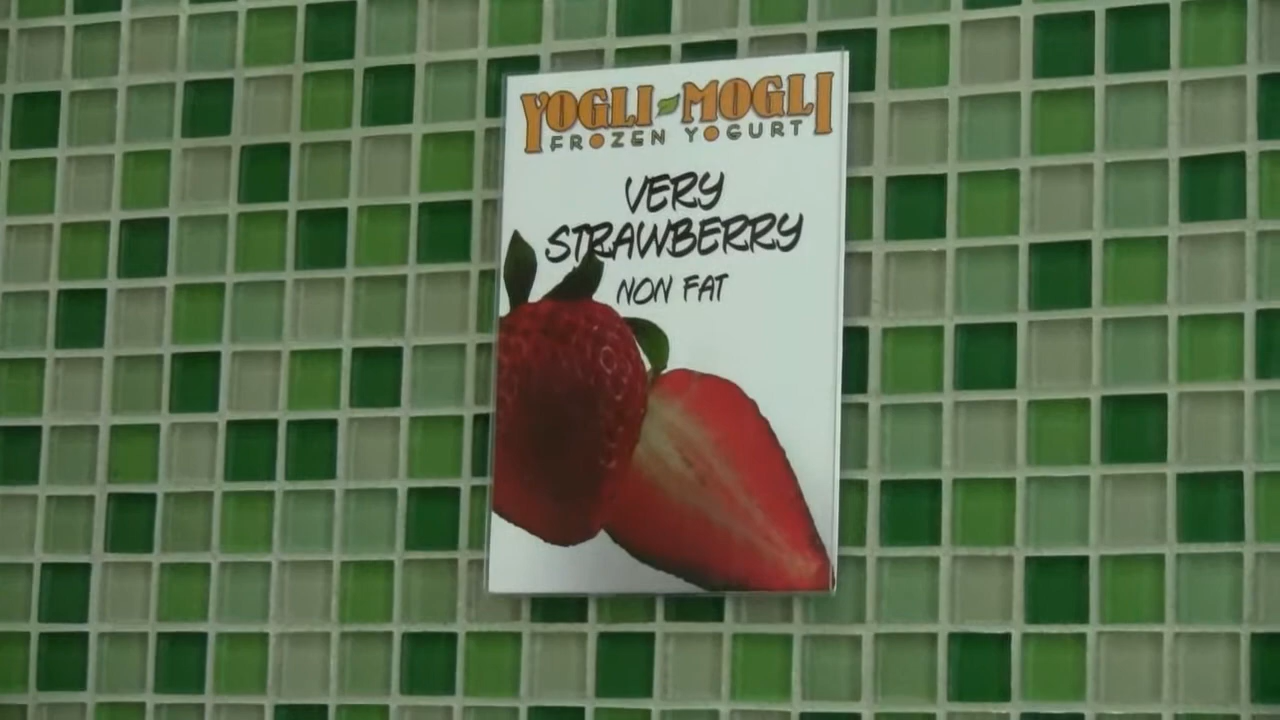 YOGLI-MOGLI
FROZEN YOGURT
VERY
STRAWBERRY
NON FAT